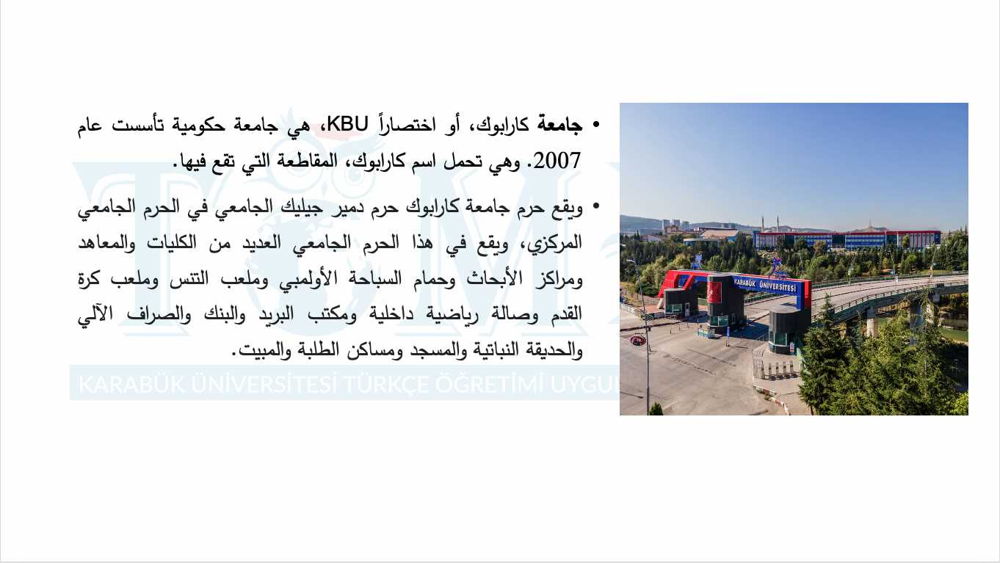 • جامعة كارابوك، أو اختصاراً KBU، هي جامعة حكومية تأسست عام
2007. وهي تحمل اسم كارابوك، المقاطعة التي تقع فيها.
• ويقع حرم جامعة كارابوك حرم دمير جيليك الجامعي في الحرم الجامعي
المركزي، ويقع في هذا الحرم الجامعي العديد من الكليات والمعاهد
ومراكز الأبحاث وحمام السباحة الأولمبي وملعب التنس وملعب كرة
القدم وصالة رياضية داخلية ومكتب البريد والبنك والصراف الآلي
والحديقة النباتية والمسجد ومساكن الطلبة والمبيت.
KARABÜK ÜNİVERSİTESİ
TÖM
KARABÜK ÜNİVERSİTESİ TÜRKÇE ÖĞRETİMİ